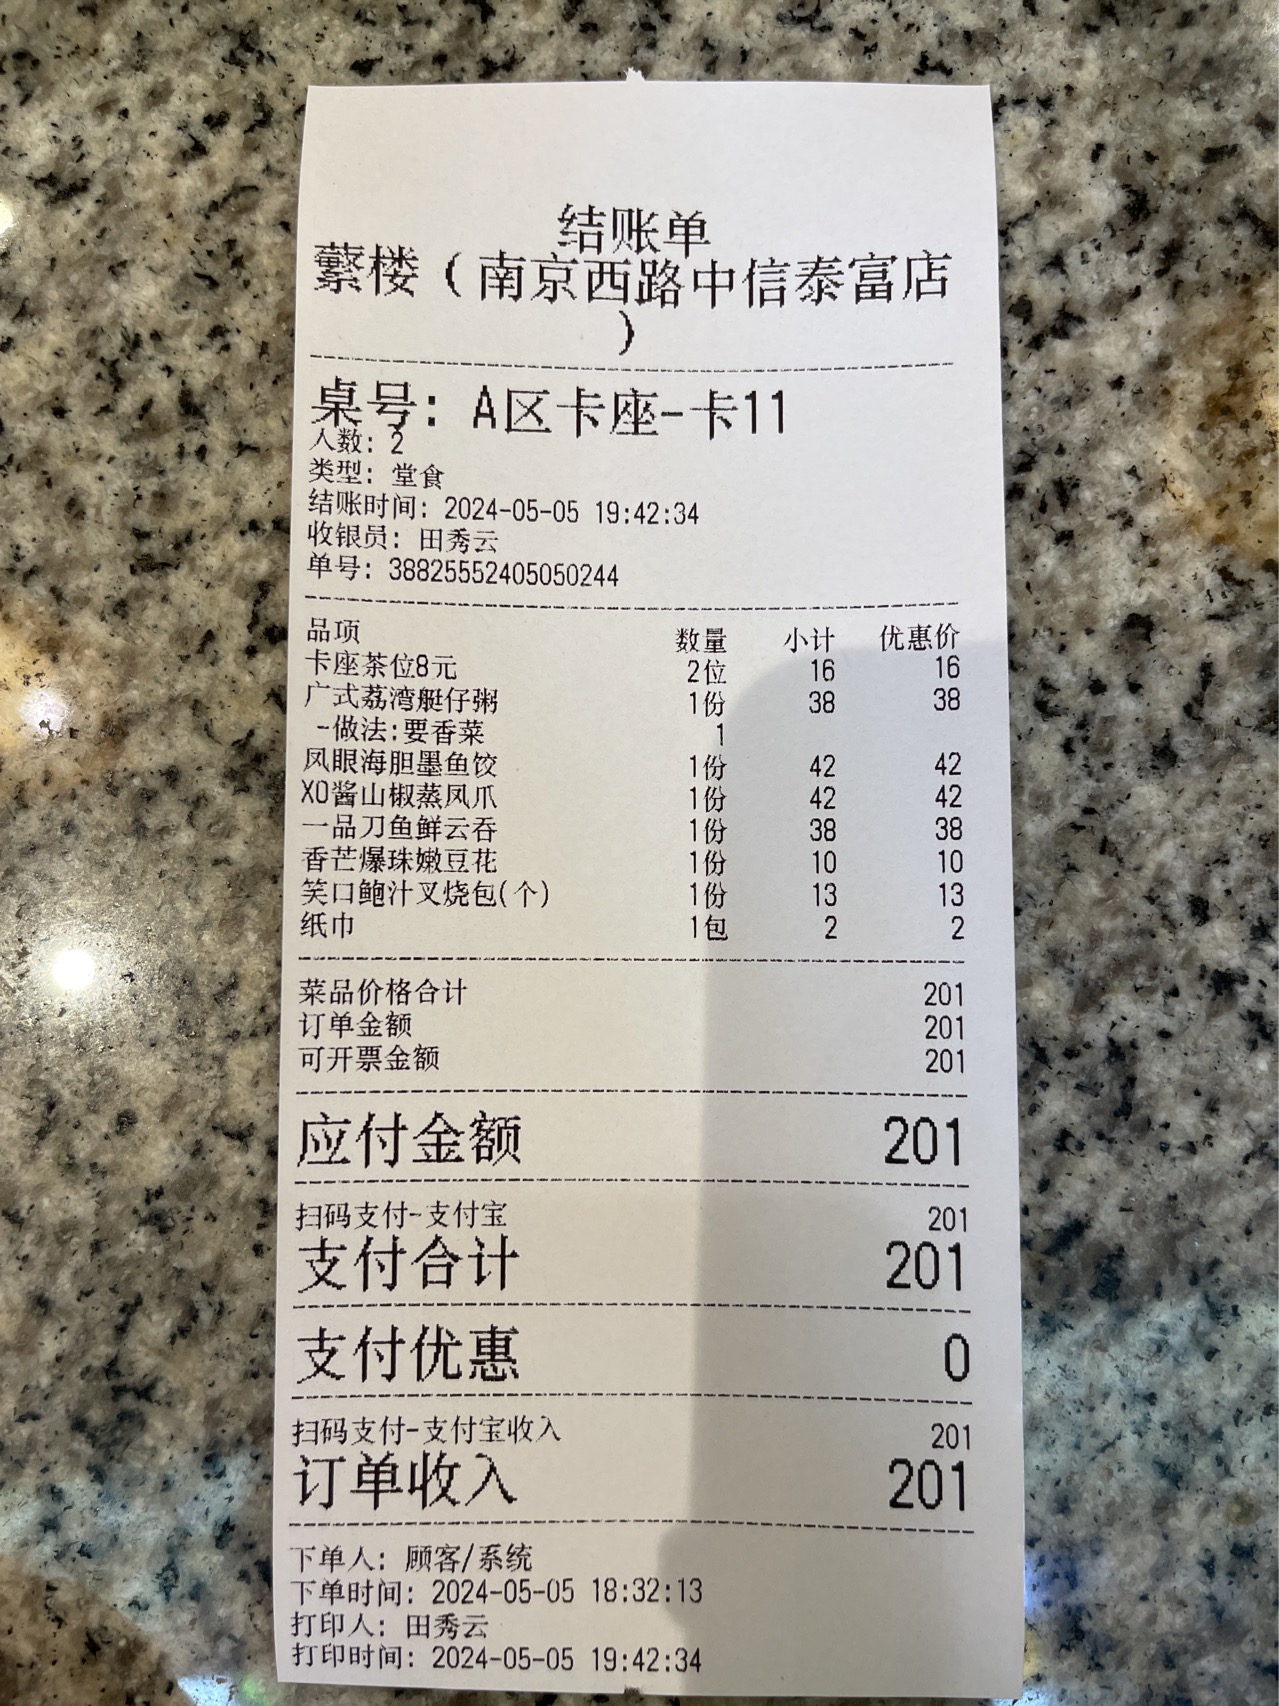 结账单
蘩楼（南京西路中信泰富店
）
桌号: A区卡座-卡11
人数: 2
类型: 堂食
结账时间: 2024-05-05 19:42:34
收银员: 田秀云
单号: 38825552405050244
品项 数量 小计 优惠价
卡座茶位8元 2位 16 16
广式荔湾艇仔粥 1份 38 38
-做法:要香菜 1
凤眼海胆墨鱼饺 1份 42 42
XO酱山椒蒸凤爪 1份 42 42
一品刀鱼鲜云吞 1份 38 38
香芒爆珠嫩豆花 1份 10 10
笑口鲍汁叉烧包(个) 1份 13 13
纸巾 1包 2 2
菜品价格合计 201
订单金额 201
可开票金额 201
应付金额 201
扫码支付-支付宝 201
支付合计 201
支付优惠 0
扫码支付-支付宝收入 201
订单收入 201
下单人: 顾客/系统
下单时间: 2024-05-05 18:32:13
打印人: 田秀云
打印时间: 2024-05-05 19:42:34